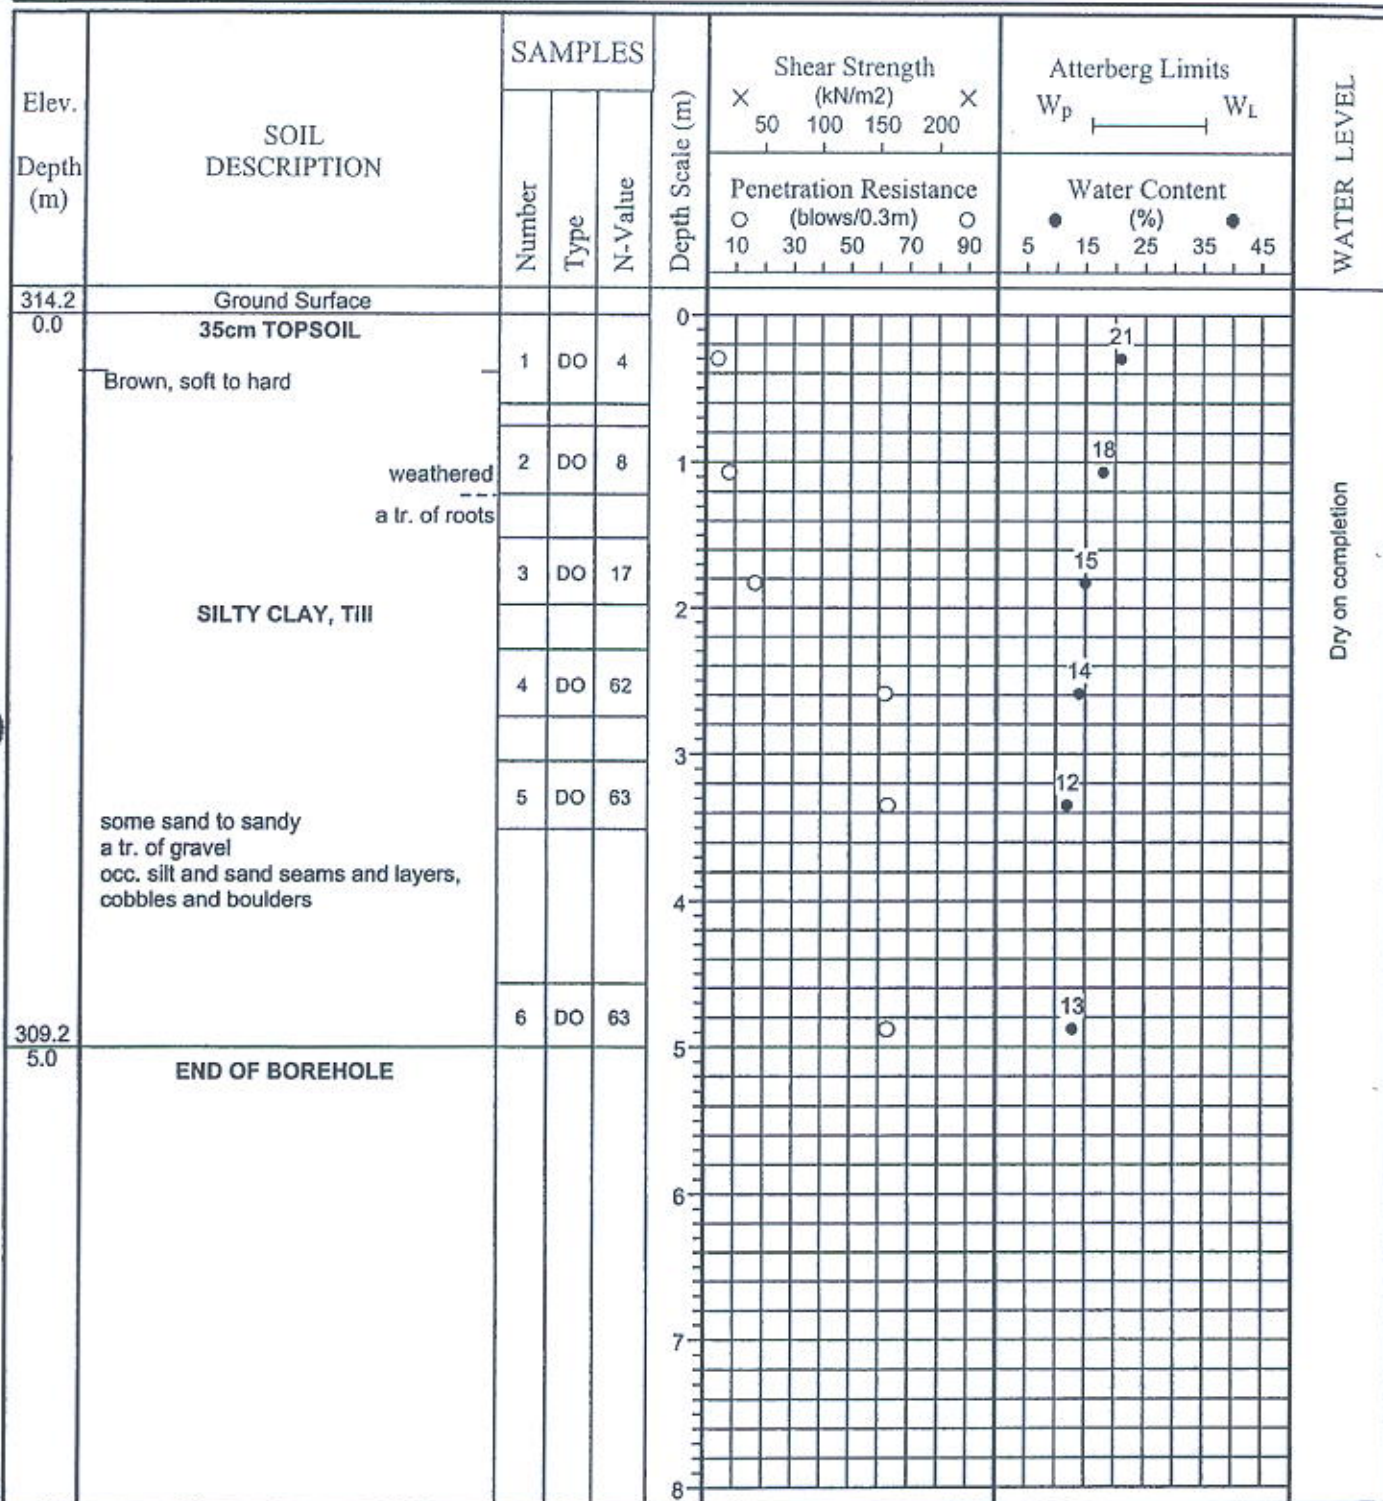 Elev.
Depth
(m)
SOIL
DESCRIPTION
SAMPLES
Number
Type
N-Value
Depth Scale (m)
Shear Strength
× (kN/m2) ×
50 100 150 200
Penetration Resistance
○ (blows/0.3m) ○
10 30 50 70 90
Atterberg Limits
Wp WL
Water Content
● (%) ●
5 15 25 35 45
WATER LEVEL
314.2 Ground Surface
0.0 35cm TOPSOIL
0
21
1 DO 4
Brown, soft to hard
18
2 DO 8
1
weathered
a tr. of roots
15
3 DO 17
SILTY CLAY, Till
2
14
4 DO 62
3
12
5 DO 63
some sand to sandy
a tr. of gravel
occ. silt and sand seams and layers,
cobbles and boulders
4
13
6 DO 63
309.2
5.0
5
END OF BOREHOLE
6
7
8
Dry on completion